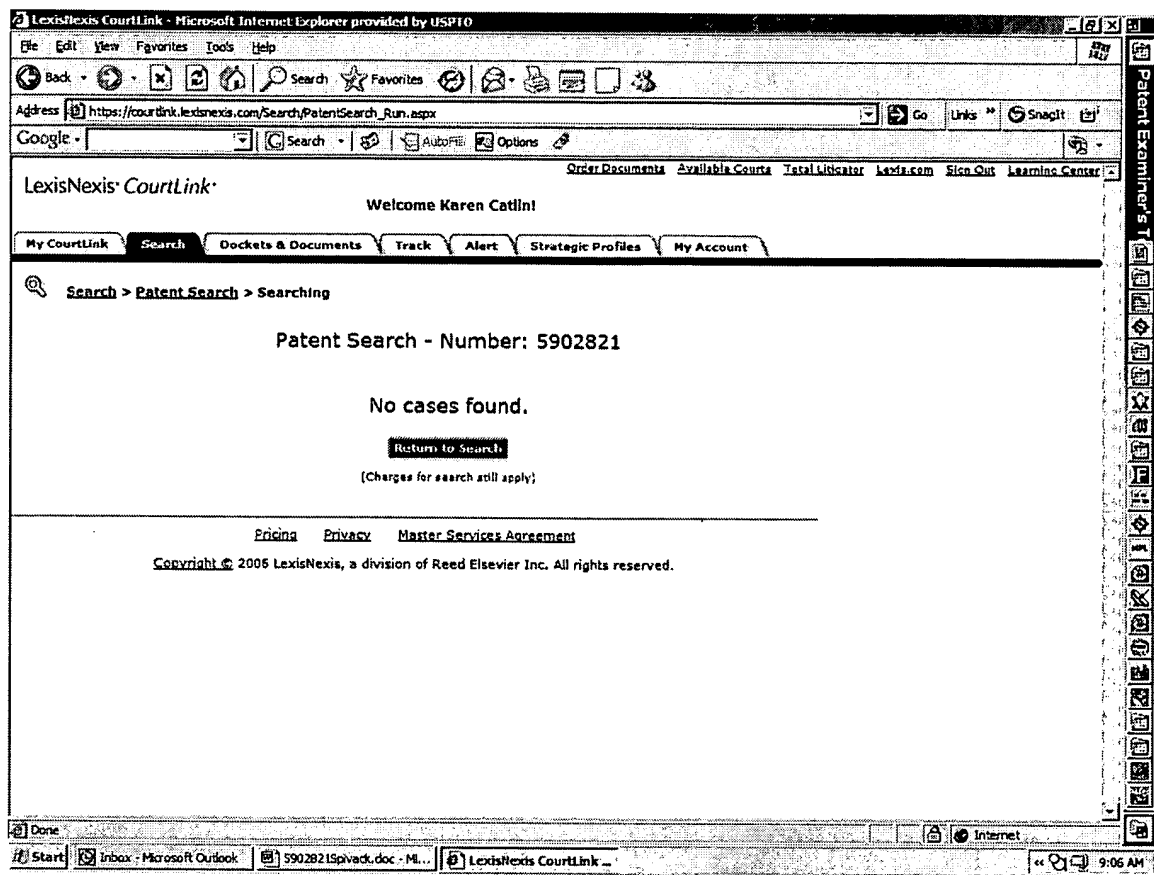 LexisNexis CourtLink - Microsoft Internet Explorer provided by USPTO
File Edit View Favorites Tools Help
Back Search Favorites
Address https://courtlink.lexisnexis.com/Search/PatentSearch_Run.aspx Go Links » SnagIt
Google - Search AutoFill Options
Order Documents Available Courts Total Litigator Lexis.com Sign Out Learning Center
LexisNexis· CourtLink·
Welcome Karen Catlin!
My CourtLink Search Dockets & Documents Track Alert Strategic Profiles My Account
Search > Patent Search > Searching
Patent Search - Number: 5902821
No cases found.
Return to Search
(Charges for search still apply)
Pricing Privacy Master Services Agreement
Copyright © 2006 LexisNexis, a division of Reed Elsevier Inc. All rights reserved.
Patent Examiner's T
Done Internet
Start Inbox - Microsoft Outlook 5902821Spivack.doc - Mi... LexisNexis CourtLink ... « 9:06 AM